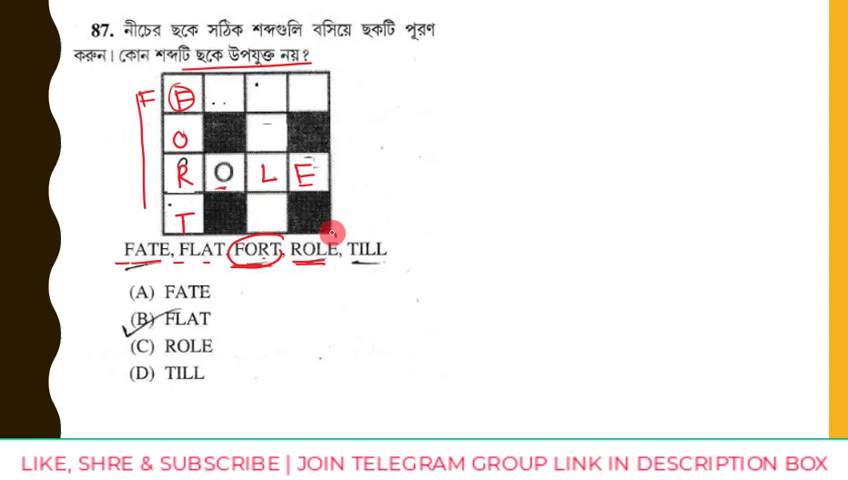 87. নীচের ছকে সঠিক শব্দগুলি বসিয়ে ছকটি পূরণ
করুন। কোন শব্দটি ছকে উপযুক্ত নয়?
F F
O
R O L E
T
FATE, FLAT, FORT, ROLE, TILL
(A) FATE
(B) FLAT
(C) ROLE
(D) TILL
LIKE, SHRE & SUBSCRIBE | JOIN TELEGRAM GROUP LINK IN DESCRIPTION BOX